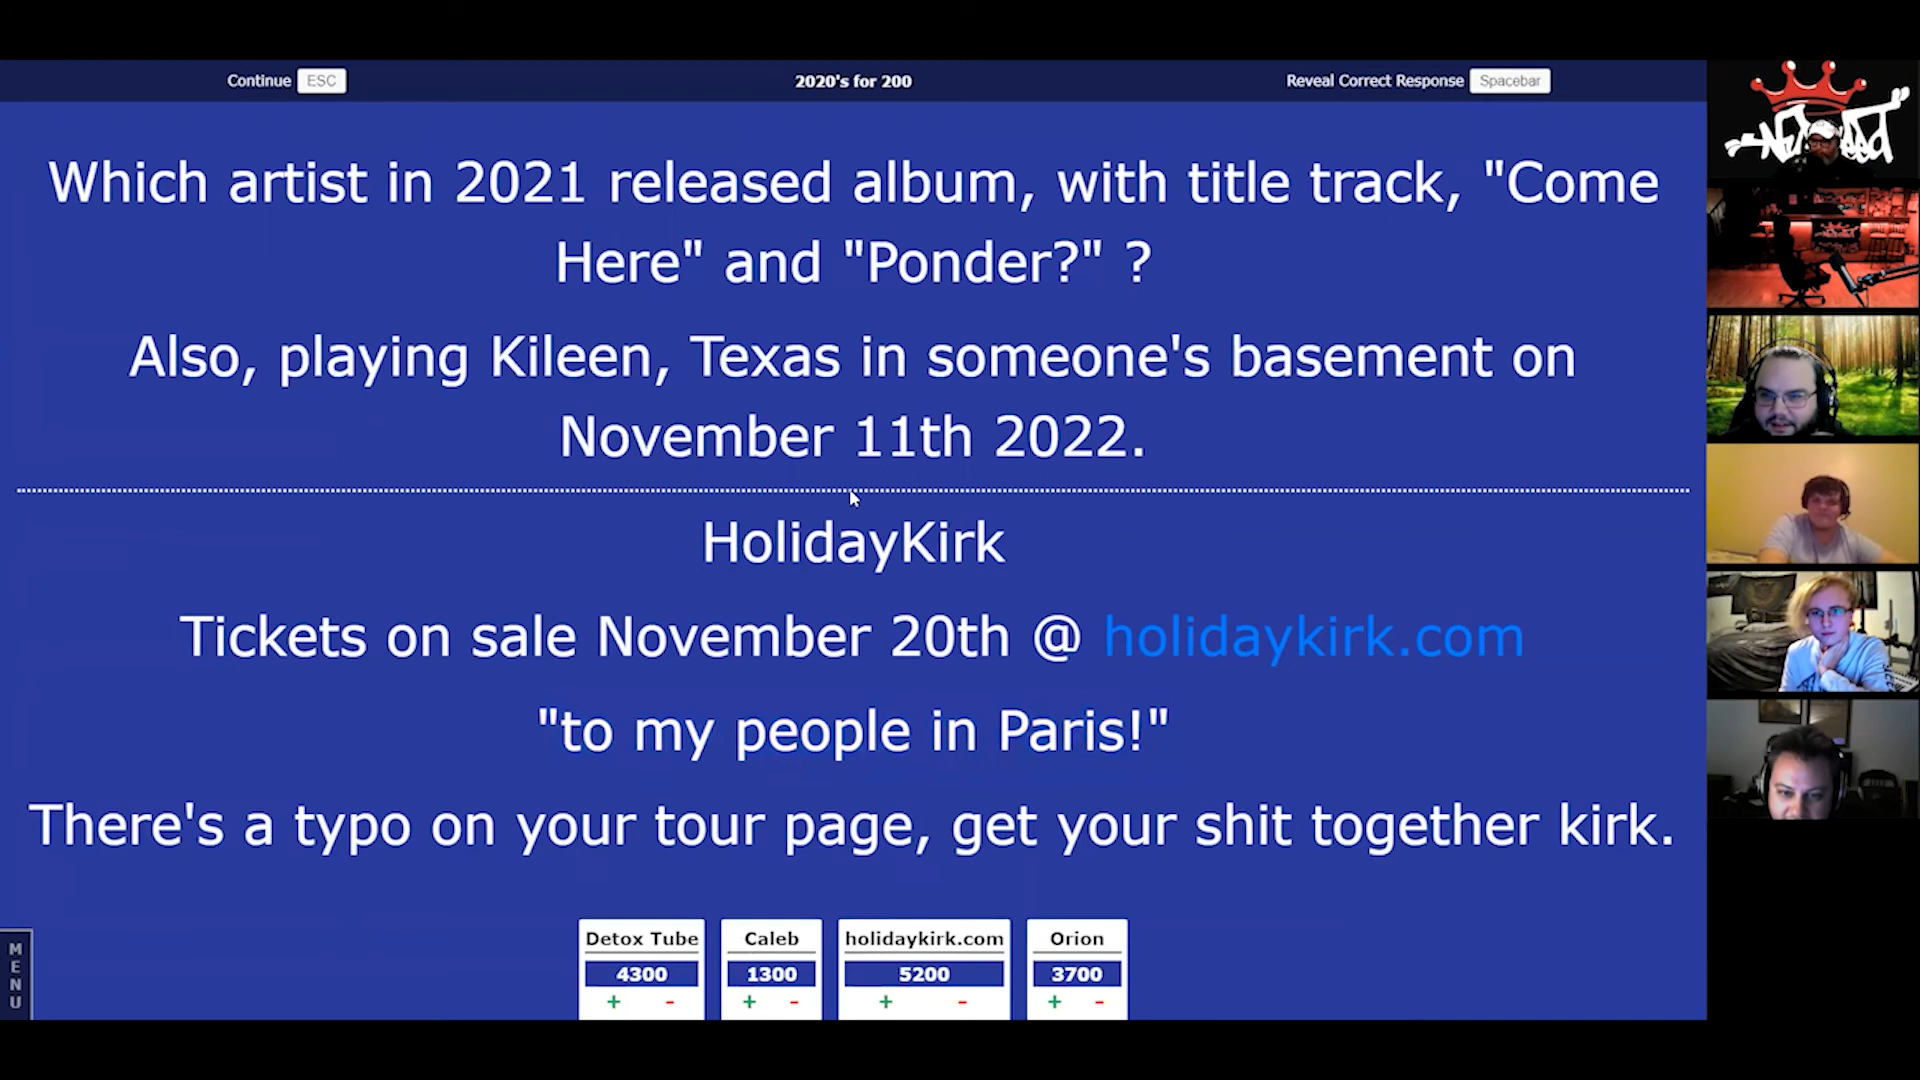 Continue ESC 2020's for 200 Reveal Correct Response Spacebar
Which artist in 2021 released album, with title track, "Come
Here" and "Ponder?" ?
Also, playing Kileen, Texas in someone's basement on
November 11th 2022.
HolidayKirk
Tickets on sale November 20th @ holidaykirk.com
"to my people in Paris!"
There's a typo on your tour page, get your shit together kirk.
MENU
Detox Tube Caleb holidaykirk.com Orion
4300 1300 5200 3700
+ - + - + - + -